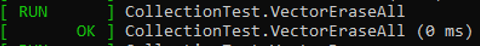 [ RUN      ] CollectionTest.VectorEraseAll
[       OK ] CollectionTest.VectorEraseAll (0 ms)